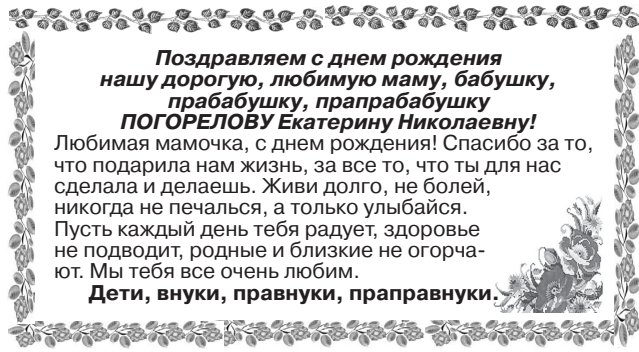 Поздравляем с днем рождения
нашу дорогую, любимую маму, бабушку,
прабабушку, прапрабабушку
ПОГОРЕЛОВУ Екатерину Николаевну!
Любимая мамочка, с днем рождения! Спасибо за то,
что подарила нам жизнь, за все то, что ты для нас
сделала и делаешь. Живи долго, не болей,
никогда не печалься, а только улыбайся.
Пусть каждый день тебя радует, здоровье
не подводит, родные и близкие не огорча-
ют. Мы тебя все очень любим.
Дети, внуки, правнуки, праправнуки.